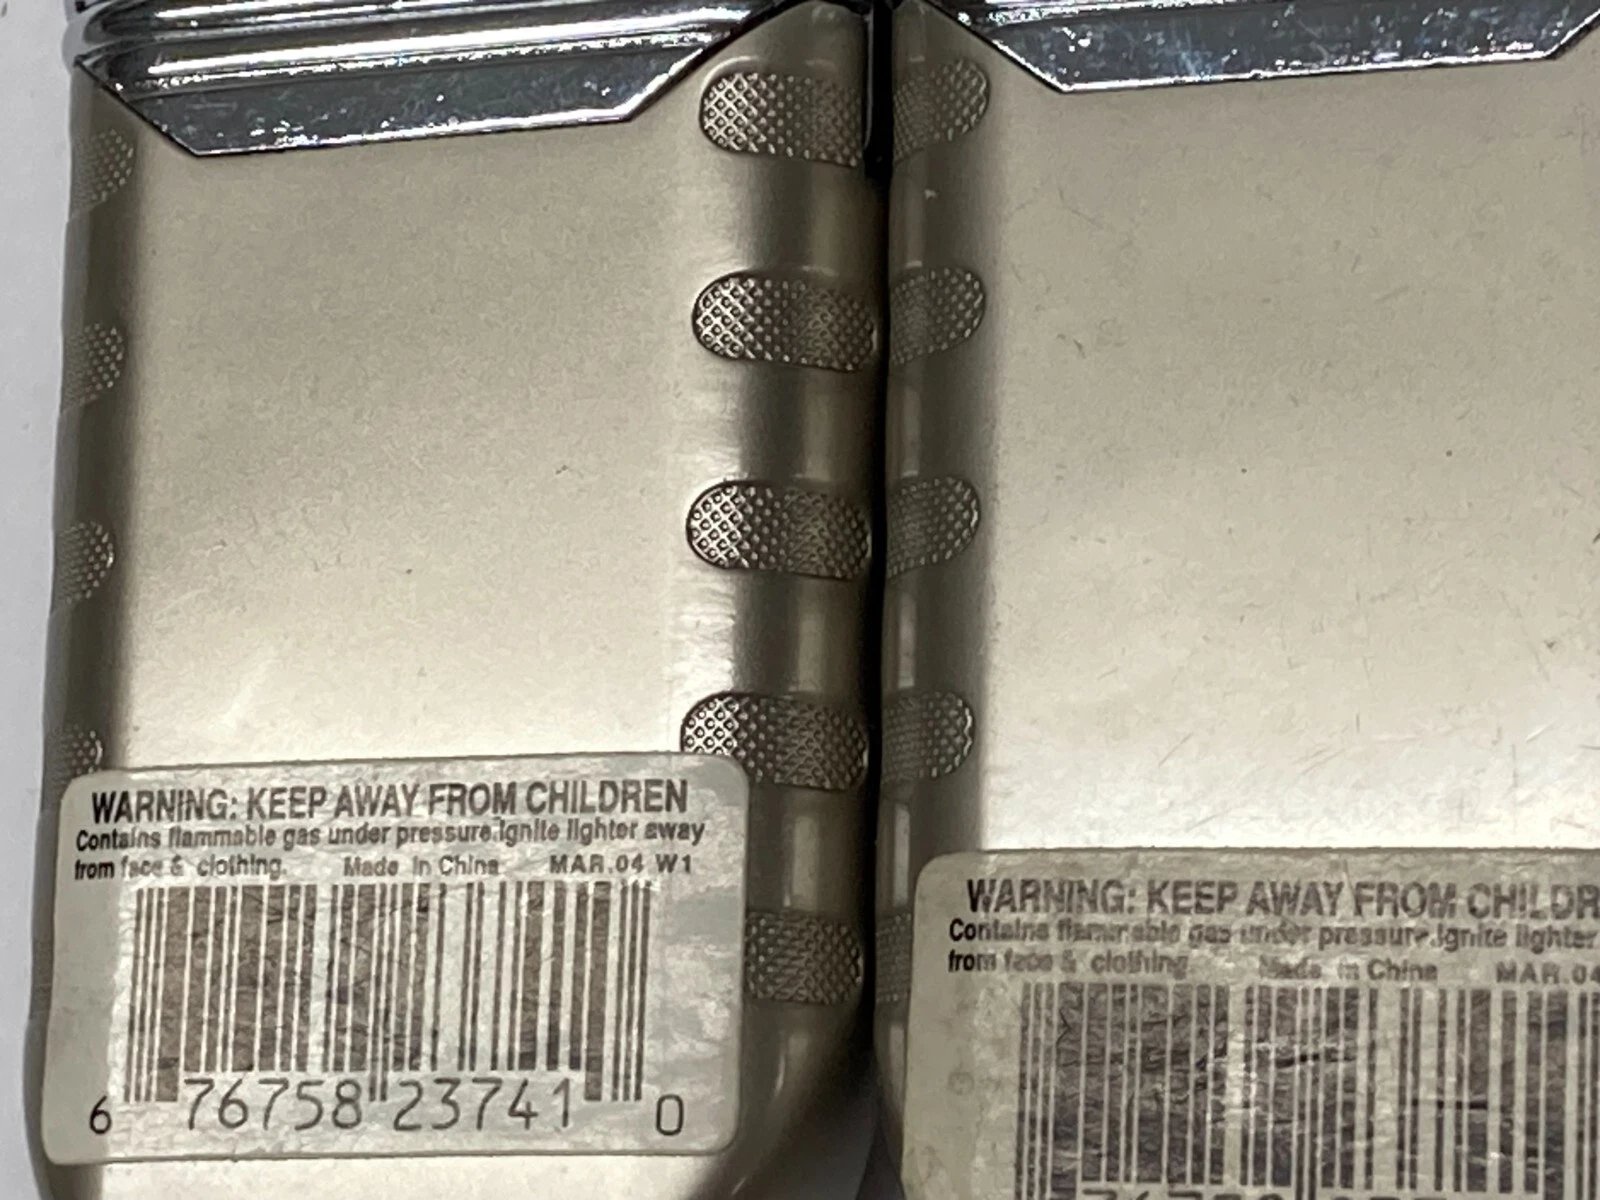 WARNING: KEEP AWAY FROM CHILDREN
Contains flammable gas under pressure.Ignite lighter away
from face & clothing. Made in China MAR.04 W1
6 76758 23741 0
WARNING: KEEP AWAY FROM CHILDR
Contains flammable gas under pressure.Ignite lighter
from face & clothing Made in China MAR.04